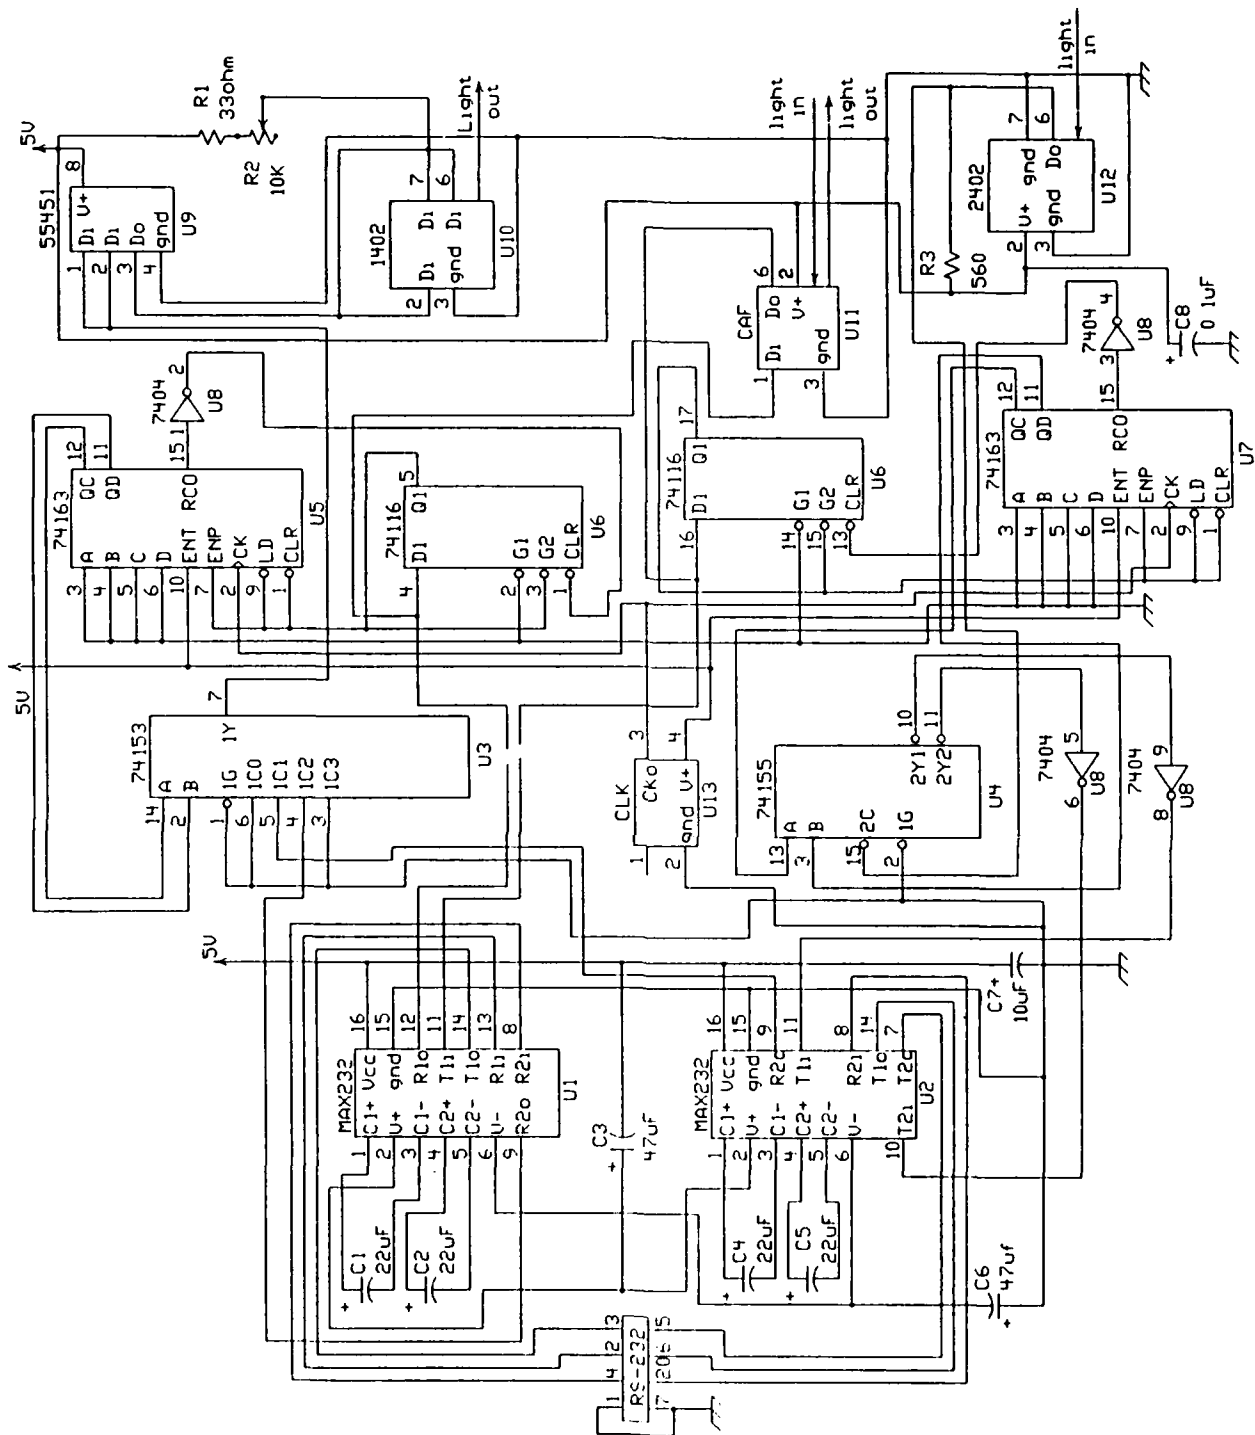 5V
55451
1 D1 V+ 8
2 D1
3 Do
4 gnd
U9
R1
33ohm
R2
10K
1402
2 D1 D1 7
3 gnd D1 6
U10
Light
out
CAF
1 D1 Do 6
V+ 2
3 gnd
U11
light
in
light
out
R3
560
2402
2 V+ gnd 7
3 gnd Do 6
U12
light
in
C8
0.1uF
+
5V
74163
3 A QC 12
4 B QD 11
5 C
6 D
10 ENT RCO 15
7 ENP
2 CK
9 LD
1 CLR
U5
7404
1 2
U8
74116
4 D1 Q1 5
2 G1
3 G2
1 CLR
U6
74116
16 D1 Q1 17
14 G1
15 G2
13 CLR
U6
74163
3 A QC 12
4 B QD 11
5 C
6 D
10 ENT RCO 15
7 ENP
2 CK
9 LD
1 CLR
U7
7404
3 4
U8
74153
14 A 1Y 7
2 B
1 1G
6 1C0
5 1C1
4 1C2
3 1C3
U3
CLK
1 CKo 3
2 gnd V+ 4
U13
74155
13 A
3 B
15 2C 2Y1 10
2 1G 2Y2 11
U4
7404
5 6
U8
7404
9 8
U8
5V
MAX232
1 C1+ Vcc 16
2 V+ gnd 15
3 C1- R1o 12
4 C2+ T1i 11
5 C2- T1o 14
6 V- R1i 13
9 R2o R2i 8
U1
+ C1
22uF
+ C2
22uF
C3
+
47uF
MAX232
1 C1+ Vcc 16
2 V+ gnd 15
3 C1- R2o 9
4 C2+ T1i 11
5 C2-
6 V- R2i 8
T1o 14
10 T2i T2o 7
U2
+ C4
22uF
+ C5
22uF
C6
+ 47uf
C7+
10uF
1 4 2 3
RS-232
17 20 6 15